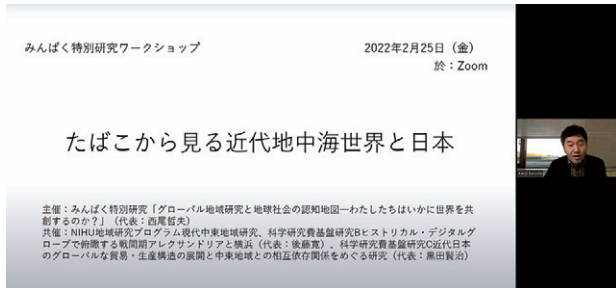 みんぱく特別研究ワークショップ
2022年2月25日（金）
於：Zoom
たばこから見る近代地中海世界と日本
主催：みんぱく特別研究「グローバル地域研究と地球社会の認知地図―わたしたちはいかに世界を共
創するのか？」（代表：西尾哲夫）
共催：NIHU地域研究プログラム現代中東地域研究、科学研究費基盤研究Bヒストリカル・デジタルグ
ローブで俯瞰する戦間期アレクサンドリアと横浜（代表：後藤寛）、科学研究費基盤研究C近代日本
のグローバルな貿易・生産構造の展開と中東地域との相互依存関係をめぐる研究（代表：黒田賢治）